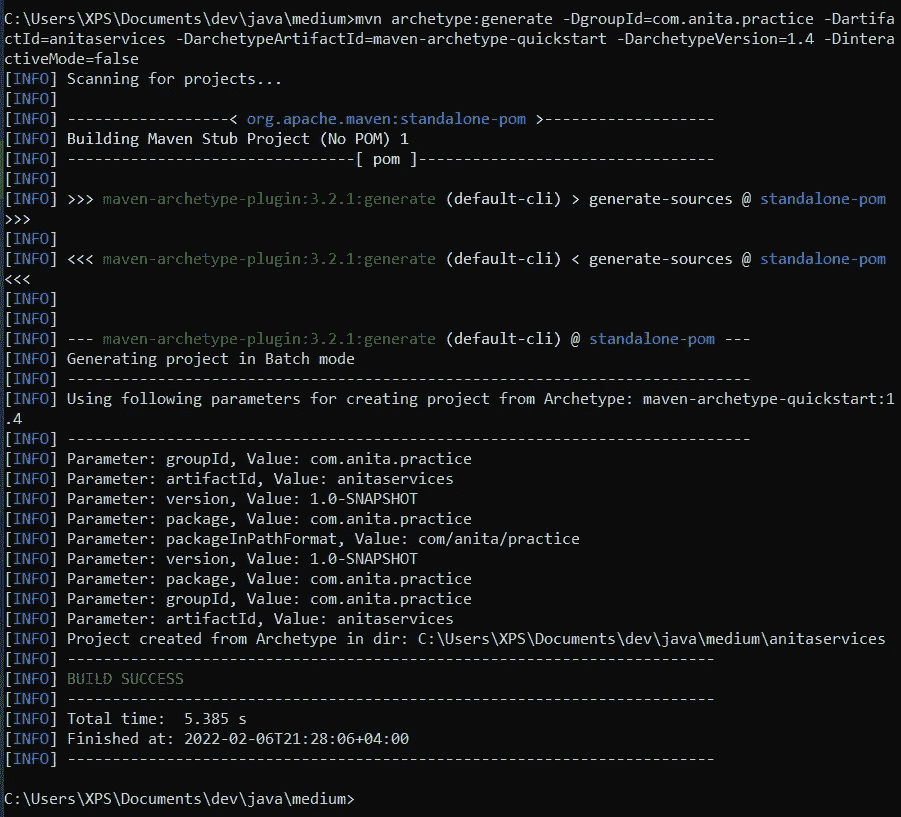 C:\Users\XPS\Documents\dev\java\medium>mvn archetype:generate -DgroupId=com.anita.practice -Dartifa
ctId=anitaservices -DarchetypeArtifactId=maven-archetype-quickstart -DarchetypeVersion=1.4 -Dintera
ctiveMode=false
[INFO] Scanning for projects...
[INFO]
[INFO] ------------------< org.apache.maven:standalone-pom >-------------------
[INFO] Building Maven Stub Project (No POM) 1
[INFO] --------------------------------[ pom ]---------------------------------
[INFO]
[INFO] >>> maven-archetype-plugin:3.2.1:generate (default-cli) > generate-sources @ standalone-pom
>>>
[INFO]
[INFO] <<< maven-archetype-plugin:3.2.1:generate (default-cli) < generate-sources @ standalone-pom
<<<
[INFO]
[INFO]
[INFO] --- maven-archetype-plugin:3.2.1:generate (default-cli) @ standalone-pom ---
[INFO] Generating project in Batch mode
[INFO] ----------------------------------------------------------------------------
[INFO] Using following parameters for creating project from Archetype: maven-archetype-quickstart:1
.4
[INFO] ----------------------------------------------------------------------------
[INFO] Parameter: groupId, Value: com.anita.practice
[INFO] Parameter: artifactId, Value: anitaservices
[INFO] Parameter: version, Value: 1.0-SNAPSHOT
[INFO] Parameter: package, Value: com.anita.practice
[INFO] Parameter: packageInPathFormat, Value: com/anita/practice
[INFO] Parameter: version, Value: 1.0-SNAPSHOT
[INFO] Parameter: package, Value: com.anita.practice
[INFO] Parameter: groupId, Value: com.anita.practice
[INFO] Parameter: artifactId, Value: anitaservices
[INFO] Project created from Archetype in dir: C:\Users\XPS\Documents\dev\java\medium\anitaservices
[INFO] ------------------------------------------------------------------------
[INFO] BUILD SUCCESS
[INFO] ------------------------------------------------------------------------
[INFO] Total time:  5.385 s
[INFO] Finished at: 2022-02-06T21:28:06+04:00
[INFO] ------------------------------------------------------------------------
C:\Users\XPS\Documents\dev\java\medium>